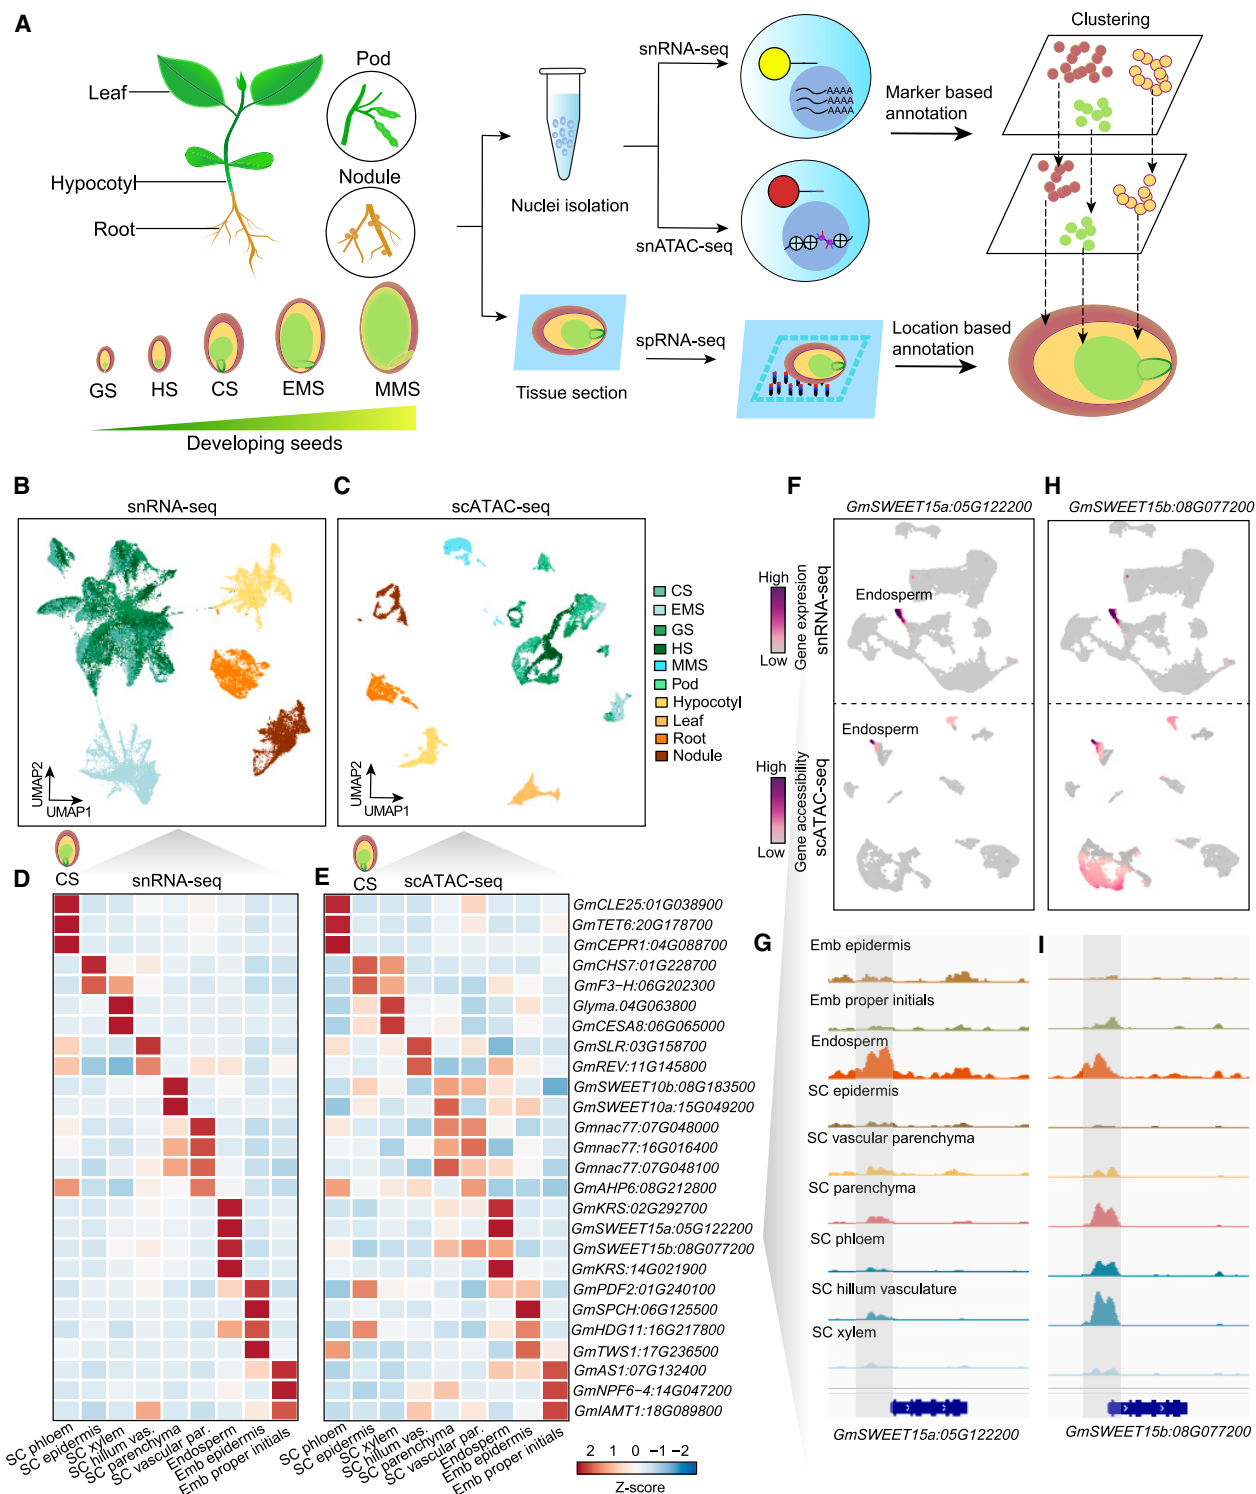 A
Leaf
Hypocotyl
Root
Pod
Nodule
GS
HS
CS
EMS
MMS
Developing seeds
Nuclei isolation
Tissue section
snRNA-seq
AAAA
AAAA
AAAA
snATAC-seq
spRNA-seq
Marker based
annotation
Location based
annotation
Clustering
B
snRNA-seq
UMAP2
UMAP1
C
scATAC-seq
UMAP2
UMAP1
CS
EMS
GS
HS
MMS
Pod
Hypocotyl
Leaf
Root
Nodule
D
CS
snRNA-seq
E
CS
scATAC-seq
GmCLE25:01G038900
GmTET6:20G178700
GmCEPR1:04G088700
GmCHS7:01G228700
GmF3-H:06G202300
Glyma.04G063800
GmCESA8:06G065000
GmSLR:03G158700
GmREV:11G145800
GmSWEET10b:08G183500
GmSWEET10a:15G049200
Gmnac77:07G048000
Gmnac77:16G016400
Gmnac77:07G048100
GmAHP6:08G212800
GmKRS:02G292700
GmSWEET15a:05G122200
GmSWEET15b:08G077200
GmKRS:14G021900
GmPDF2:01G240100
GmSPCH:06G125500
GmHDG11:16G217800
GmTWS1:17G236500
GmAS1:07G132400
GmNPF6-4:14G047200
GmIAMT1:18G089800
SC phloem
SC epidermis
SC xylem
SC hilum vas.
SC parenchyma
SC vascular par.
Endosperm
Emb epidermis
Emb proper initials
SC phloem
SC epidermis
SC xylem
SC hilum vas.
SC parenchyma
SC vascular par.
Endosperm
Emb epidermis
Emb proper initials
2 1 0 −1 −2
Z-score
F
GmSWEET15a:05G122200
High
Low
Gene expression
snRNA-seq
Endosperm
High
Low
Gene accessibility
scATAC-seq
Endosperm
H
GmSWEET15b:08G077200
G
Emb epidermis
Emb proper initials
Endosperm
SC epidermis
SC vascular parenchyma
SC parenchyma
SC phloem
SC hilum vasculature
SC xylem
GmSWEET15a:05G122200
I
GmSWEET15b:08G077200